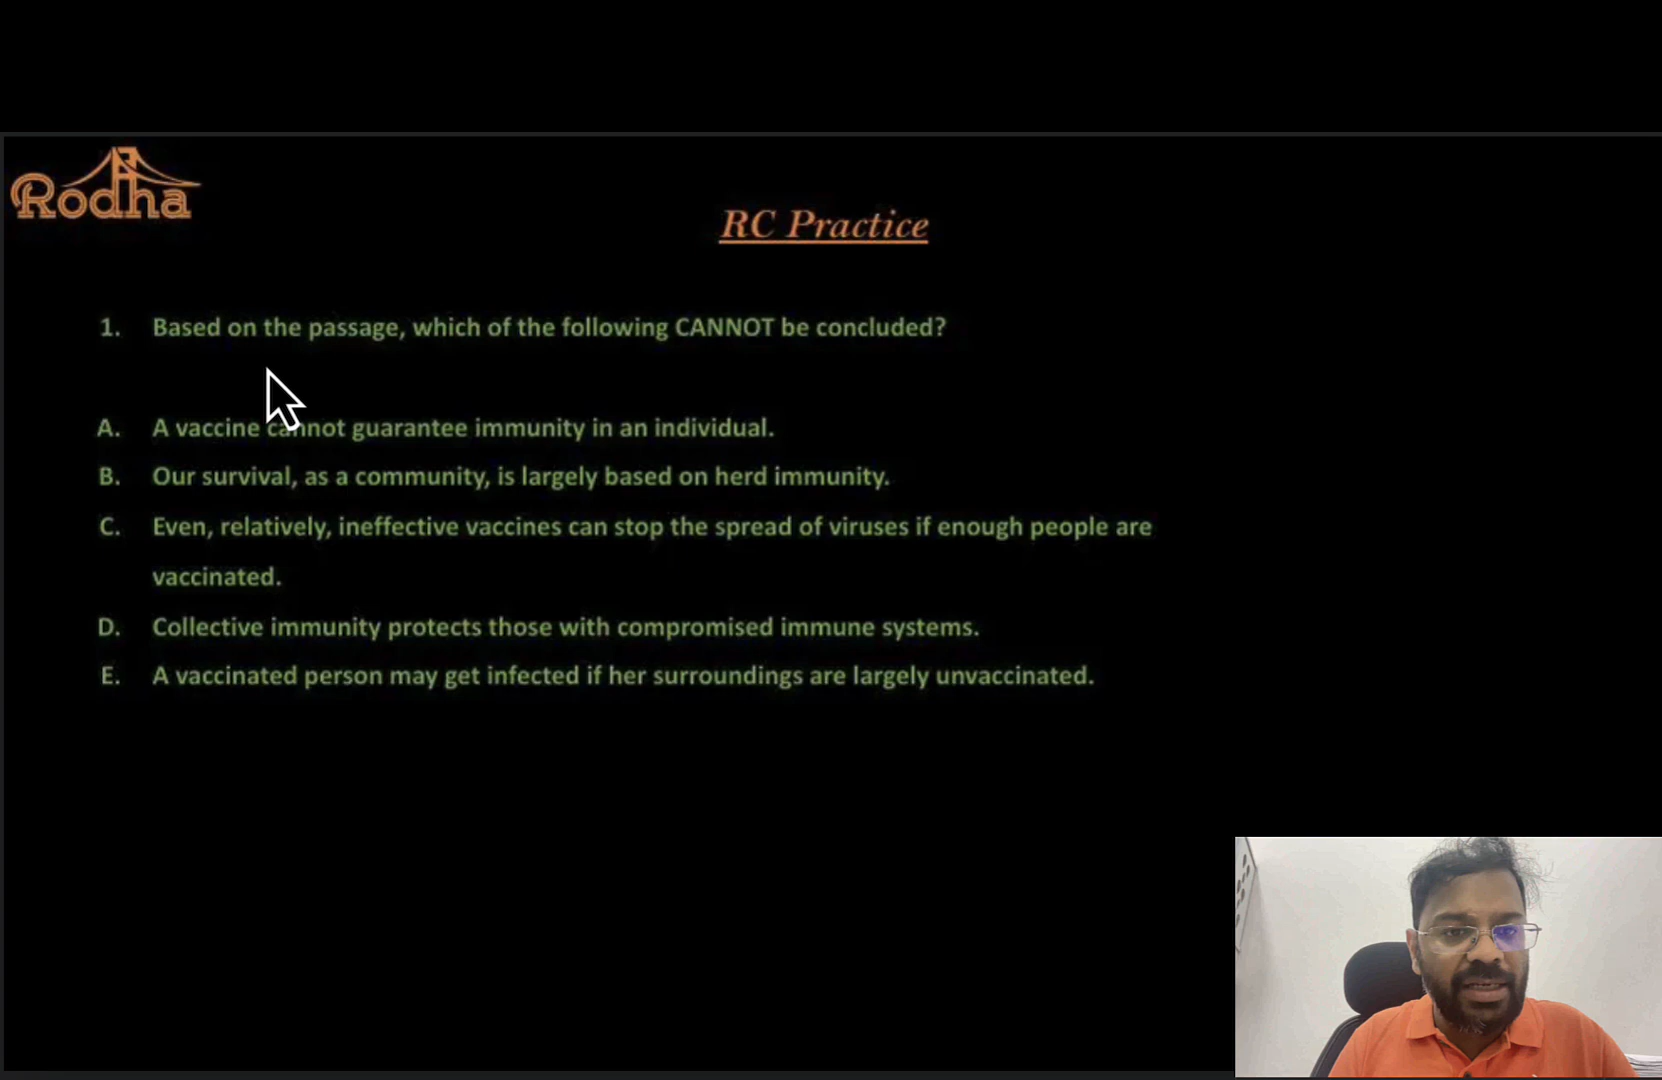 Rodha
RC Practice
1. Based on the passage, which of the following CANNOT be concluded?
A. A vaccine cannot guarantee immunity in an individual.
B. Our survival, as a community, is largely based on herd immunity.
C. Even, relatively, ineffective vaccines can stop the spread of viruses if enough people are
vaccinated.
D. Collective immunity protects those with compromised immune systems.
E. A vaccinated person may get infected if her surroundings are largely unvaccinated.